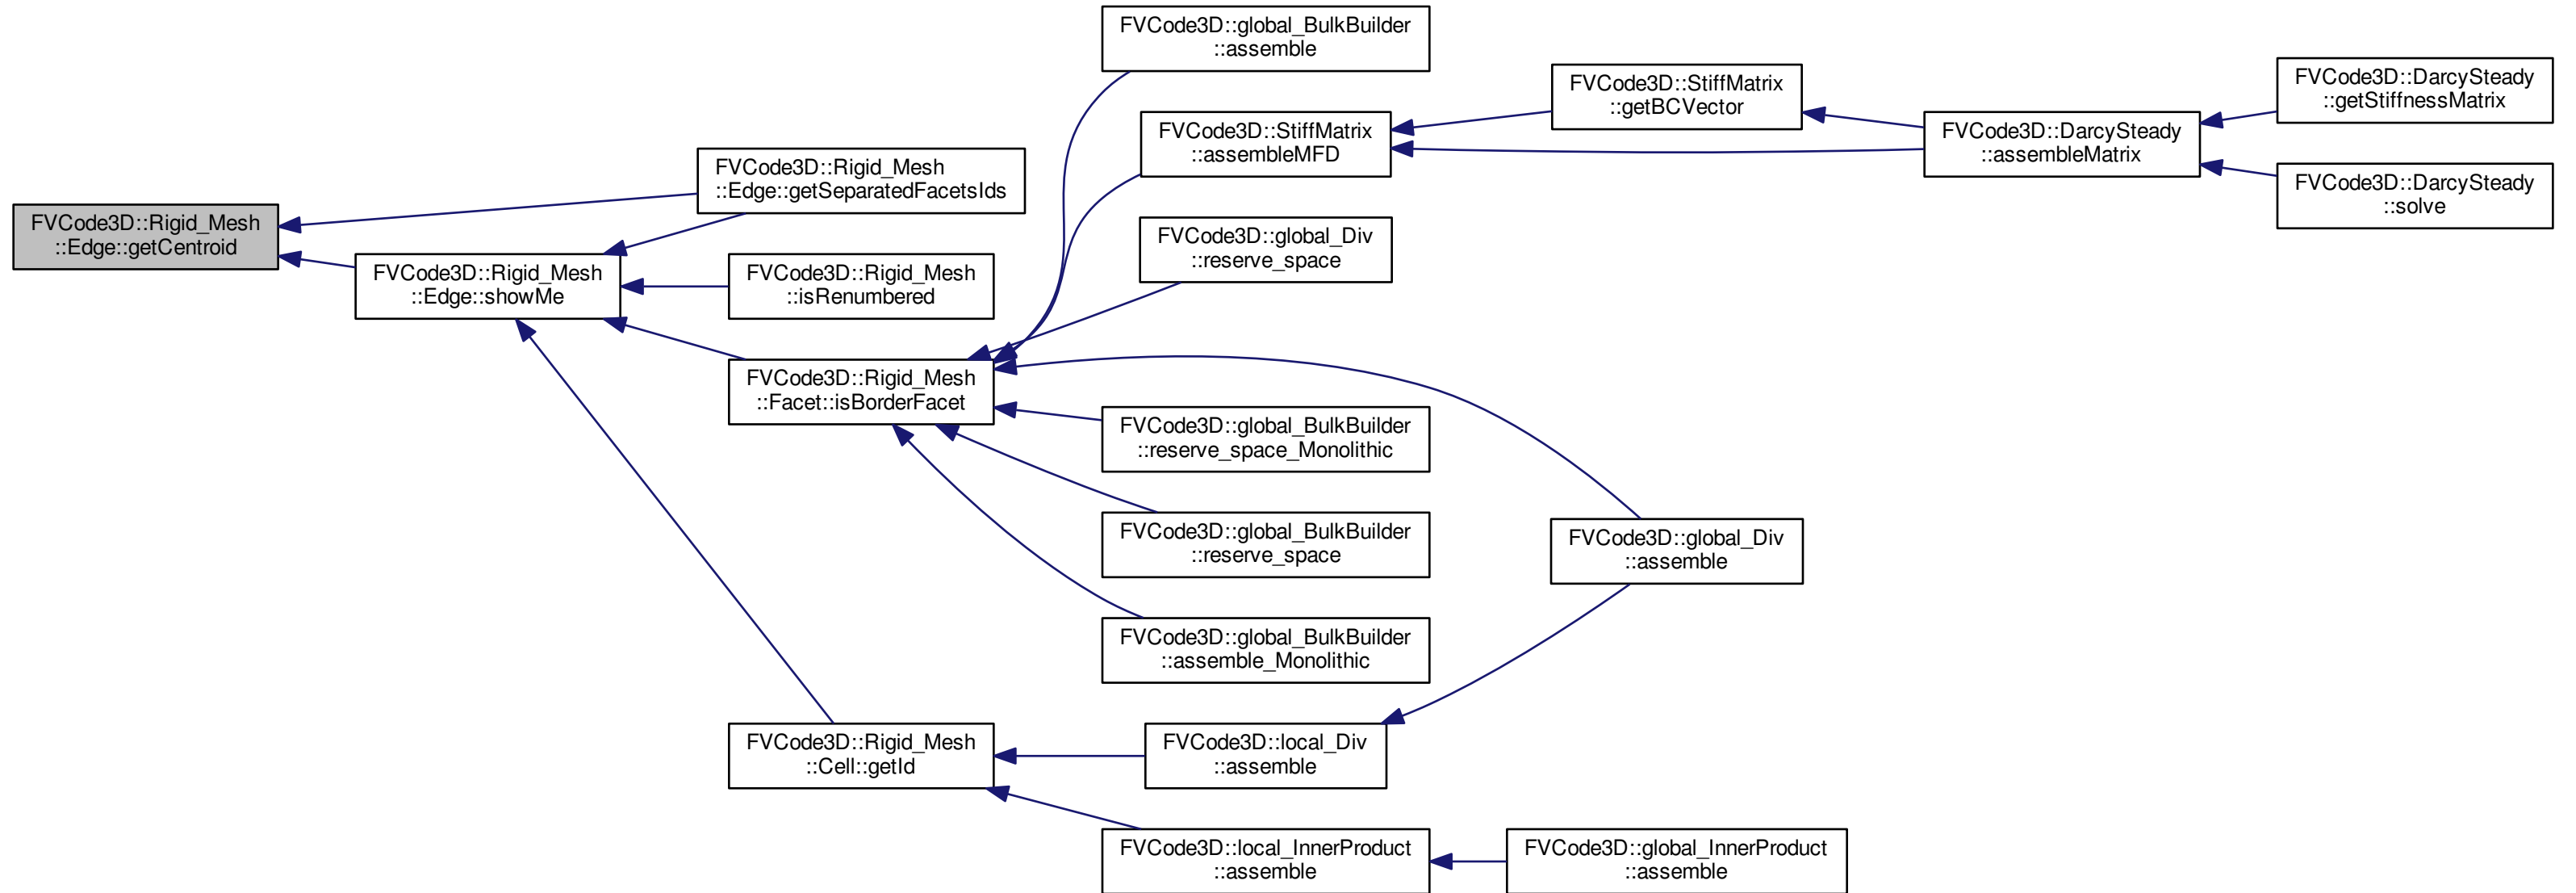 FVCode3D::Rigid_Mesh
::Edge::getCentroid
FVCode3D::Rigid_Mesh
::Edge::getSeparatedFacetsIds
FVCode3D::Rigid_Mesh
::Edge::showMe
FVCode3D::Rigid_Mesh
::isRenumbered
FVCode3D::Rigid_Mesh
::Facet::isBorderFacet
FVCode3D::Rigid_Mesh
::Cell::getId
FVCode3D::global_BulkBuilder
::assemble
FVCode3D::StiffMatrix
::assembleMFD
FVCode3D::global_Div
::reserve_space
FVCode3D::global_BulkBuilder
::reserve_space_Monolithic
FVCode3D::global_BulkBuilder
::reserve_space
FVCode3D::global_BulkBuilder
::assemble_Monolithic
FVCode3D::local_Div
::assemble
FVCode3D::local_InnerProduct
::assemble
FVCode3D::StiffMatrix
::getBCVector
FVCode3D::global_Div
::assemble
FVCode3D::global_InnerProduct
::assemble
FVCode3D::DarcySteady
::assembleMatrix
FVCode3D::DarcySteady
::getStiffnessMatrix
FVCode3D::DarcySteady
::solve